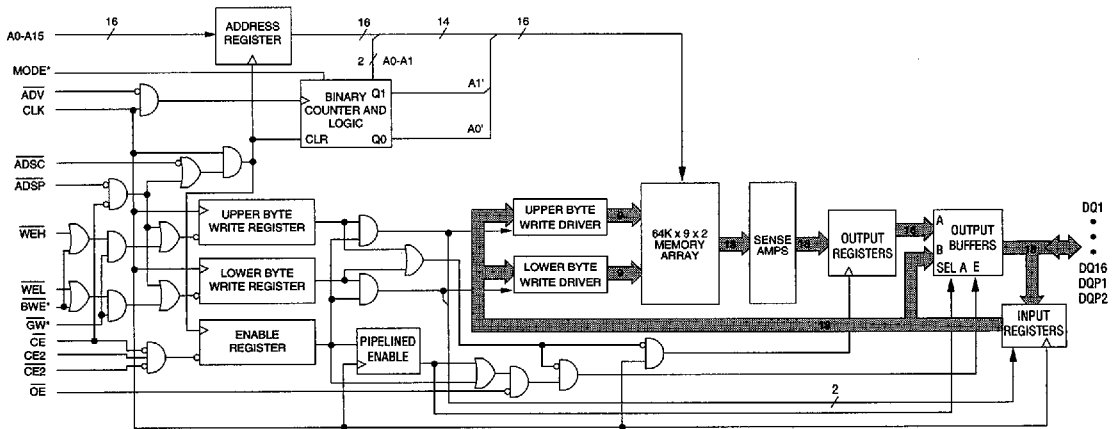 A0-A15
16
ADDRESS
REGISTER
16
14
16
2
A0-A1
MODE*
ADV
CLK
BINARY
COUNTER AND
LOGIC
Q1
Q0
CLR
A1'
A0'
ADSC
ADSP
WEH
WEL
BWE*
GW*
CE
CE2
CE2
OE
UPPER BYTE
WRITE REGISTER
LOWER BYTE
WRITE REGISTER
ENABLE
REGISTER
PIPELINED
ENABLE
UPPER BYTE
WRITE DRIVER
LOWER BYTE
WRITE DRIVER
9
9
64K x 9 x 2
MEMORY
ARRAY
18
SENSE
AMPS
18
OUTPUT
REGISTERS
18
A
B
OUTPUT
BUFFERS
SEL A E
18
18
INPUT
REGISTERS
2
DQ1
DQ16
DQP1
DQP2